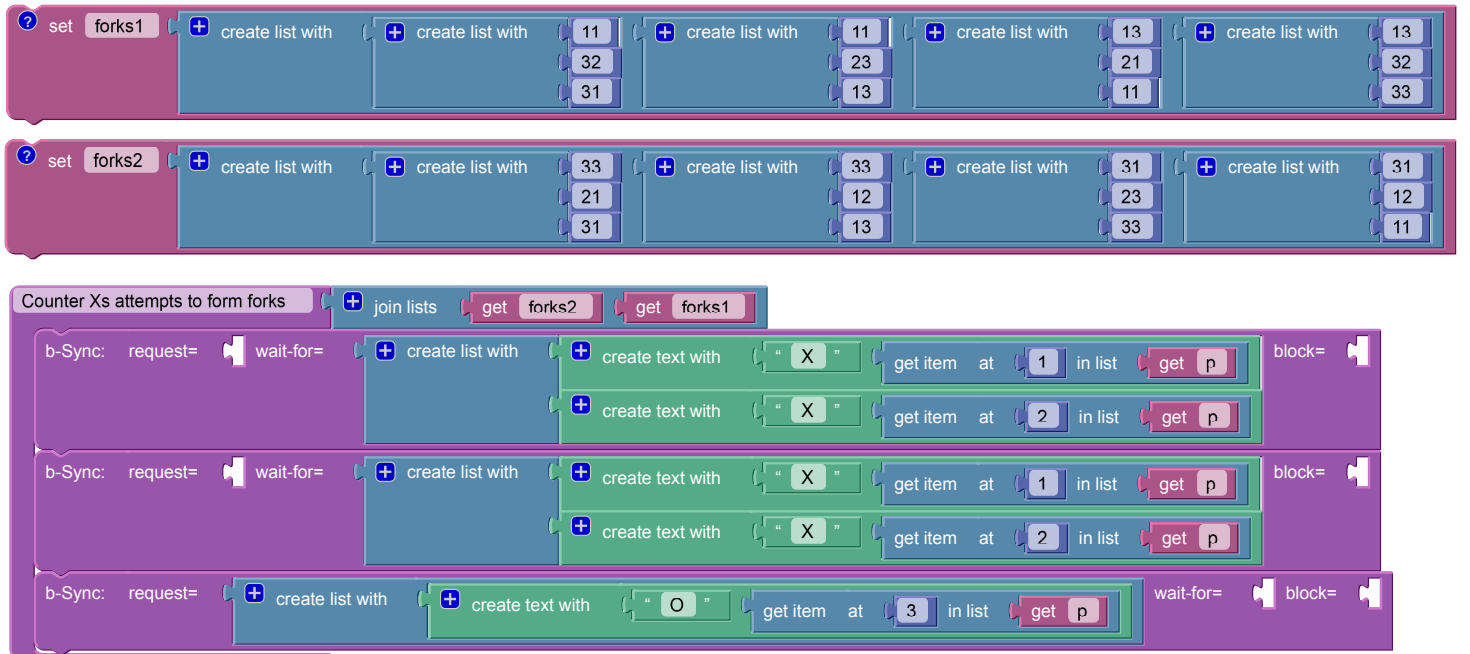 ? set forks1 + create list with + create list with 11 + create list with 11 + create list with 13 + create list with 13
32 23 21 32
31 13 11 33
? set forks2 + create list with + create list with 33 + create list with 33 + create list with 31 + create list with 31
21 12 23 12
31 13 33 11
Counter Xs attempts to form forks + join lists get forks2 get forks1
b-Sync: request= wait-for= + create list with + create text with “ X ” get item at 1 in list get p block=
+ create text with “ X ” get item at 2 in list get p
b-Sync: request= wait-for= + create list with + create text with “ X ” get item at 1 in list get p block=
+ create text with “ X ” get item at 2 in list get p
b-Sync: request= + create list with + create text with “ O ” get item at 3 in list get p wait-for= block=